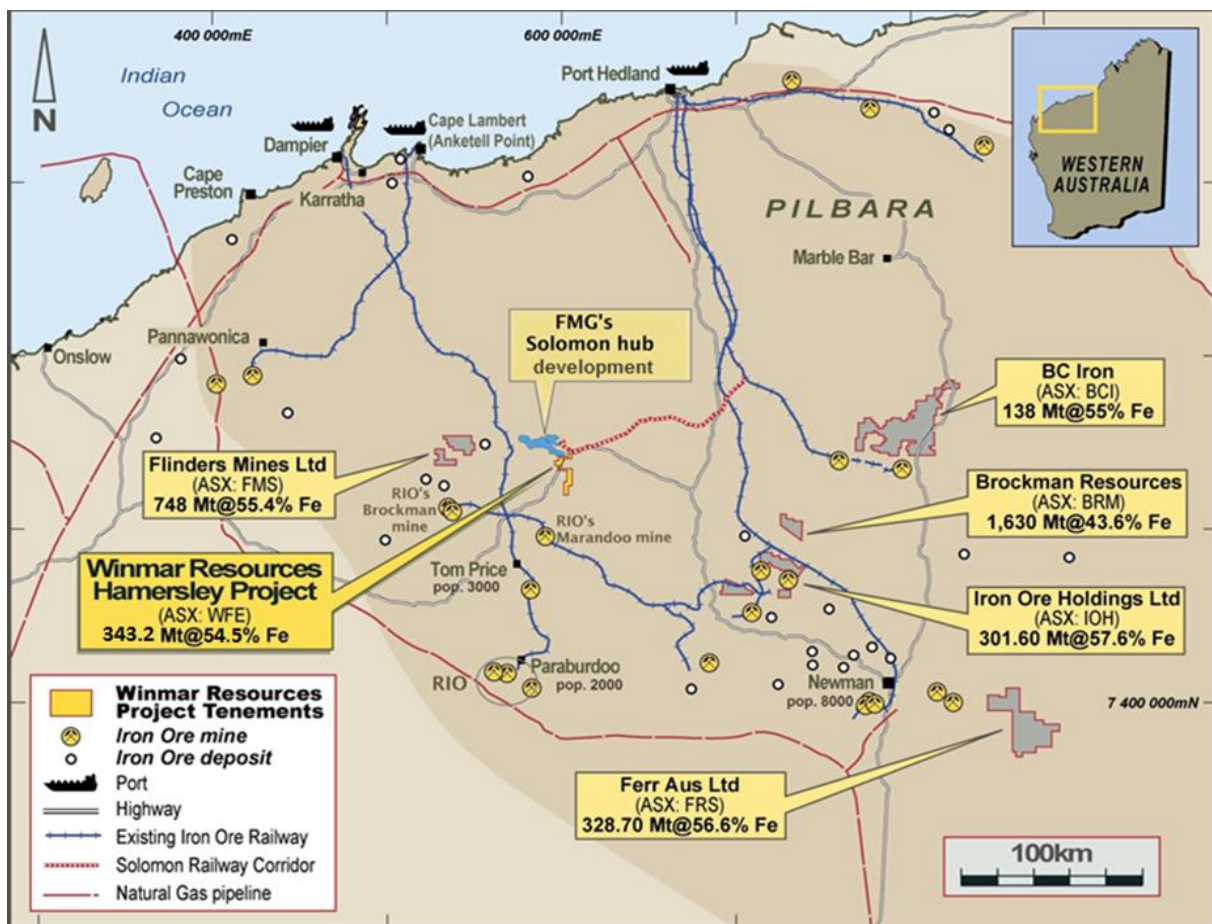 400 000mE
600 000mE
Indian
Ocean
N
Port Hedland
Cape Lambert
(Anketell Point)
Dampier
Cape
Preston
Karratha
WESTERN
AUSTRALIA
PILBARA
Marble Bar
Pannawonica
Onslow
FMG's
Solomon hub
development
BC Iron
(ASX: BCI)
138 Mt@55% Fe
Flinders Mines Ltd
(ASX: FMS)
748 Mt@55.4% Fe
RIO's
Brockman
mine
RIO's
Marandoo mine
Brockman Resources
(ASX: BRM)
1,630 Mt@43.6% Fe
Winmar Resources
Hamersley Project
(ASX: WFE)
343.2 Mt@54.5% Fe
Tom Price
pop. 3000
Iron Ore Holdings Ltd
(ASX: IOH)
301.60 Mt@57.6% Fe
RIO
Paraburdoo
pop. 2000
Newman
pop. 8000
7 400 000mN
Winmar Resources
Project Tenements
Iron Ore mine
Iron Ore deposit
Port
Highway
Existing Iron Ore Railway
Solomon Railway Corridor
Natural Gas pipeline
Ferr Aus Ltd
(ASX: FRS)
328.70 Mt@56.6% Fe
100km